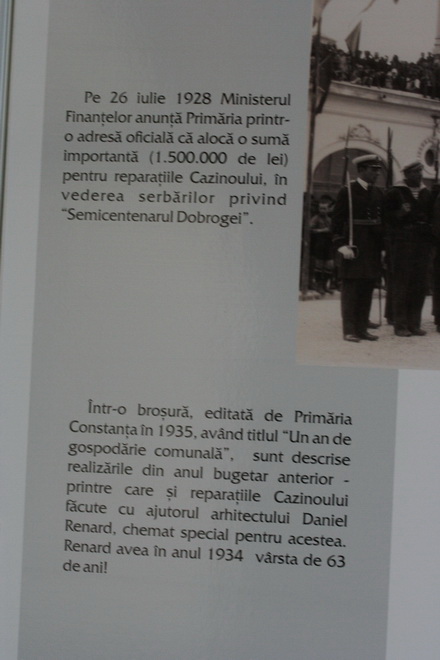 Pe 26 iulie 1928 Ministerul
Finanțelor anunță Primăria printr-
o adresă oficială că alocă o sumă
importantă (1.500.000 de lei)
pentru reparațiile Cazinoului, în
vederea serbărilor privind
“Semicentenarul Dobrogei”.
Într-o broșură, editată de Primăria
Constanța în 1935, având titlul “Un an de
gospodărie comunală”, sunt descrise
realizările din anul bugetar anterior -
printre care și reparațiile Cazinoului
făcute cu ajutorul arhitectului Daniel
Renard, chemat special pentru acestea.
Renard avea în anul 1934 vârsta de 63
de ani!